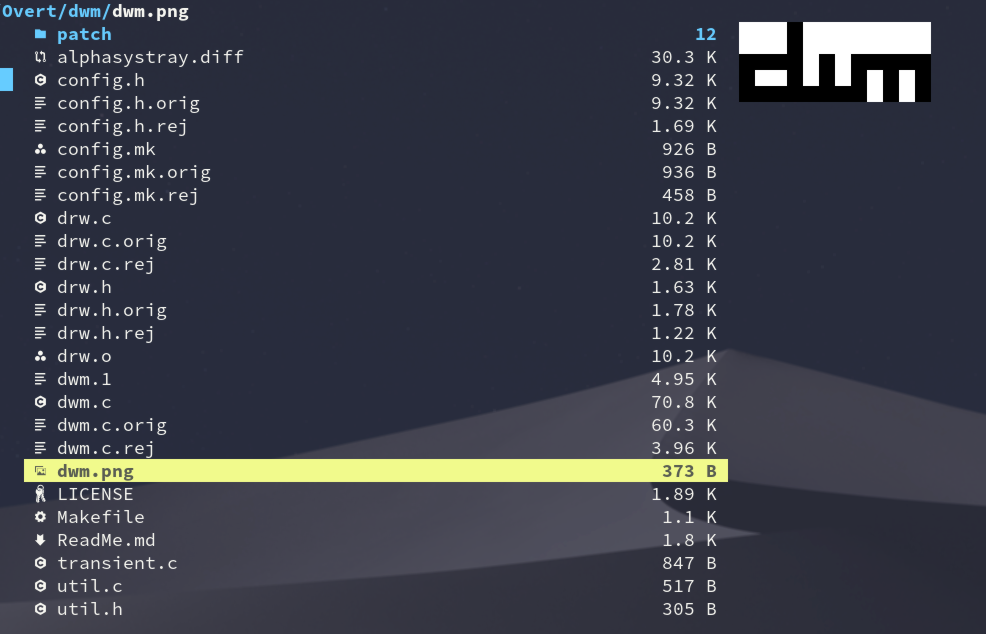 Overt/dwm/dwm.png
patch 12
dwm
alphasystray.diff 30.3 K
config.h 9.32 K
config.h.orig 9.32 K
config.h.rej 1.69 K
config.mk 926 B
config.mk.orig 936 B
config.mk.rej 458 B
drw.c 10.2 K
drw.c.orig 10.2 K
drw.c.rej 2.81 K
drw.h 1.63 K
drw.h.orig 1.78 K
drw.h.rej 1.22 K
drw.o 10.2 K
dwm.1 4.95 K
dwm.c 70.8 K
dwm.c.orig 60.3 K
dwm.c.rej 3.96 K
dwm.png 373 B
LICENSE 1.89 K
Makefile 1.1 K
ReadMe.md 1.8 K
transient.c 847 B
util.c 517 B
util.h 305 B